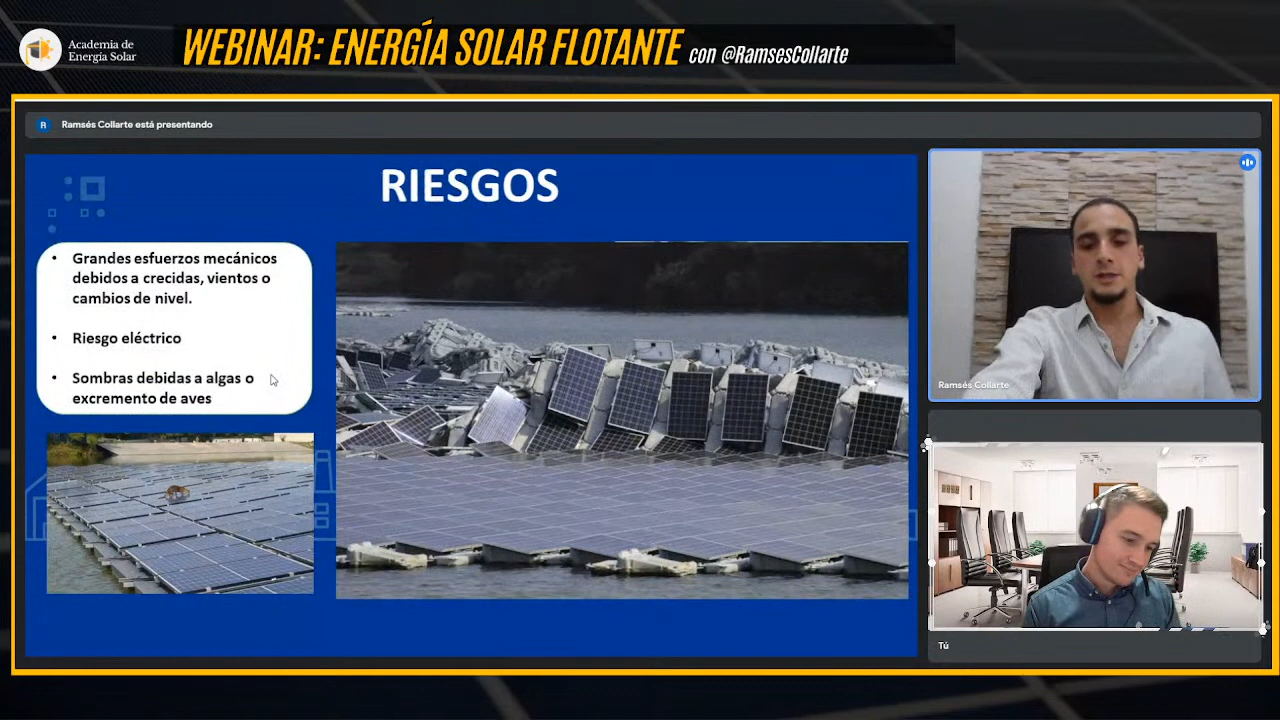 Academia de
Energía Solar
WEBINAR: ENERGÍA SOLAR FLOTANTE con @RamsesCollarte
R Ramsés Collarte está presentando
RIESGOS
• Grandes esfuerzos mecánicos
debidos a crecidas, vientos o
cambios de nivel.
• Riesgo eléctrico
• Sombras debidas a algas o
excremento de aves
Ramsés Collarte
Tú